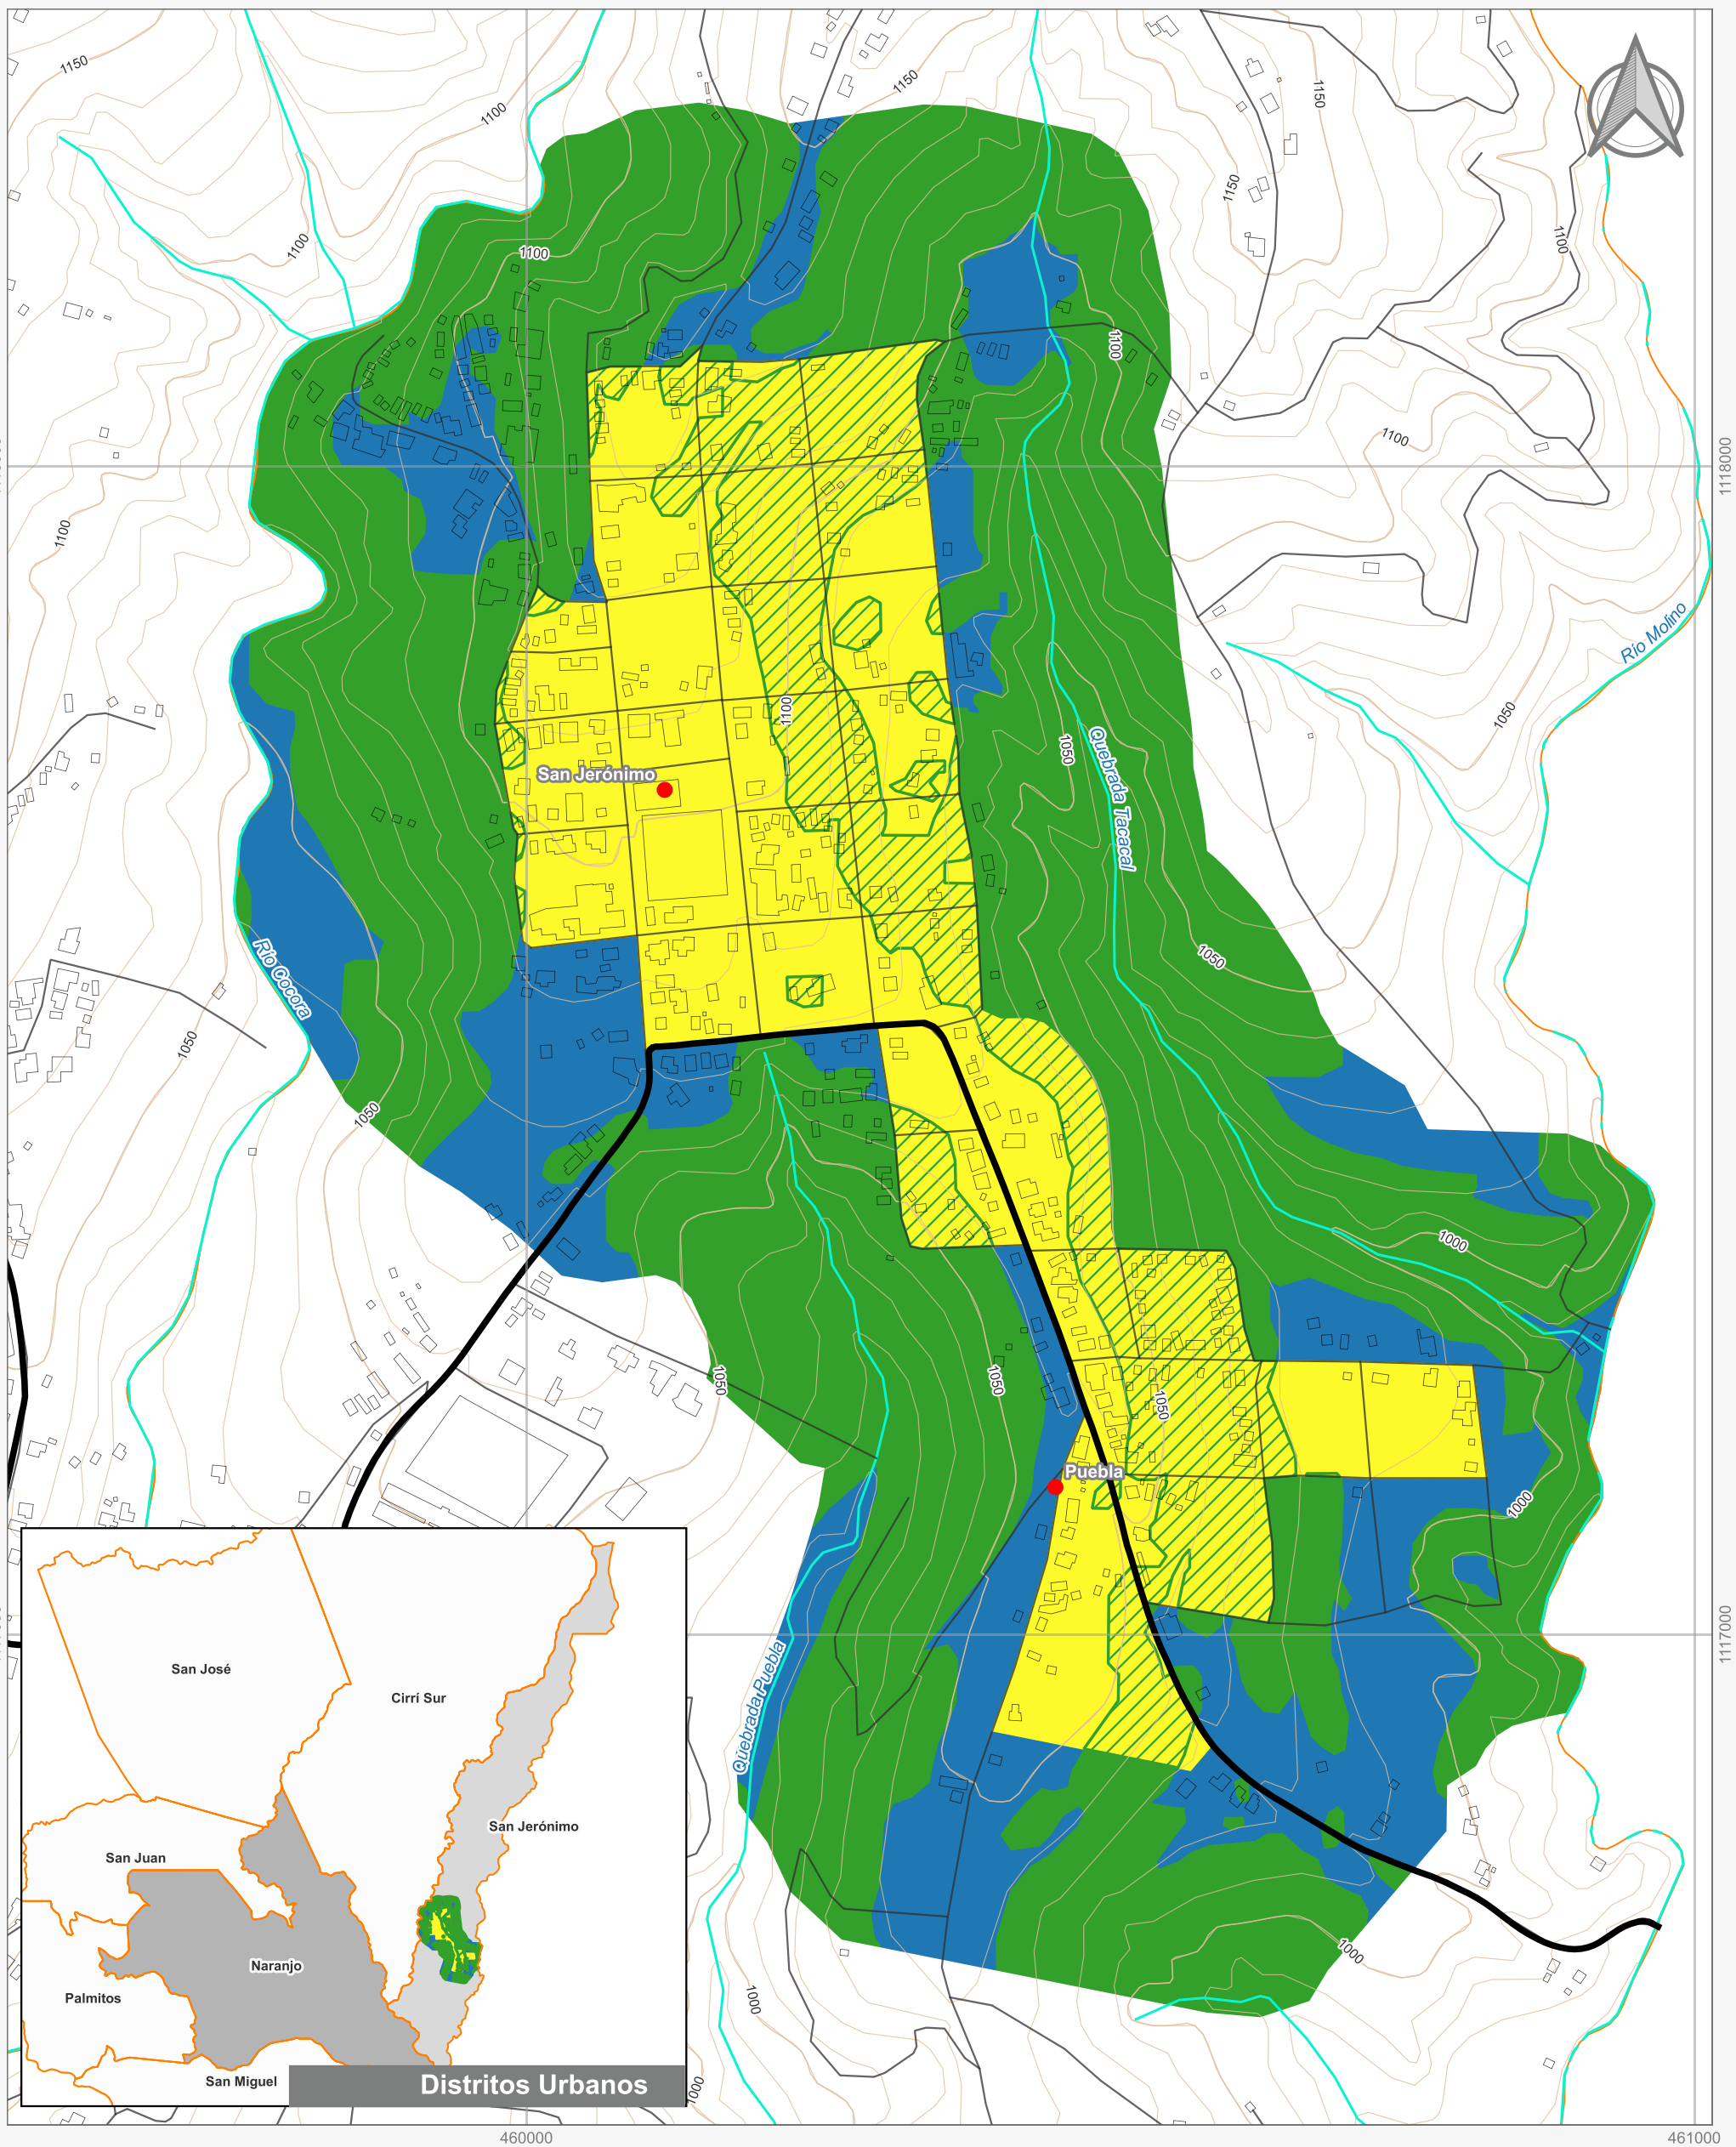 1150
1150
1150
1100
1150
1100
1100
1100
1100
1100
1118000
1100
Rio Molino
1100
1050
1050
Quebrada Tacacal
San Jerónimo
1050
Río Cocora
1050
1050
1000
1050
1050
1050
Puebla
1000
1117000
Quebrada Puebla
San José
Cirrí Sur
San Jerónimo
San Juan
Naranjo
Palmitos
San Miguel
Distritos Urbanos
1000
1000
1000
460000
461000